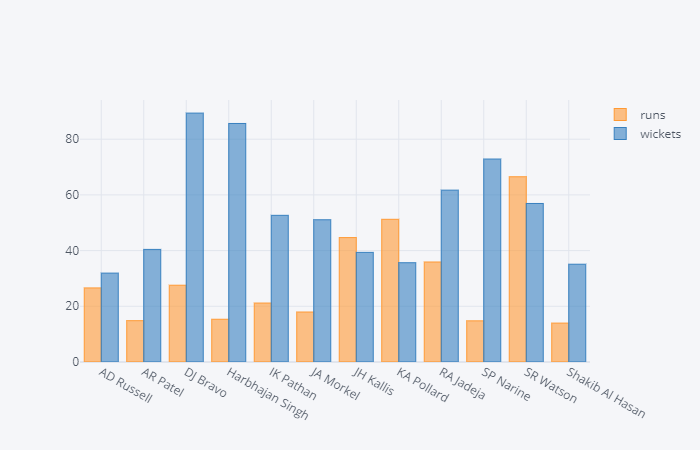 runs
wickets
80
60
40
20
0
AD Russell
AR Patel
DJ Bravo
Harbhajan Singh
IK Pathan
JA Morkel
JH Kallis
KA Pollard
RA Jadeja
SP Narine
SR Watson
Shakib Al Hasan